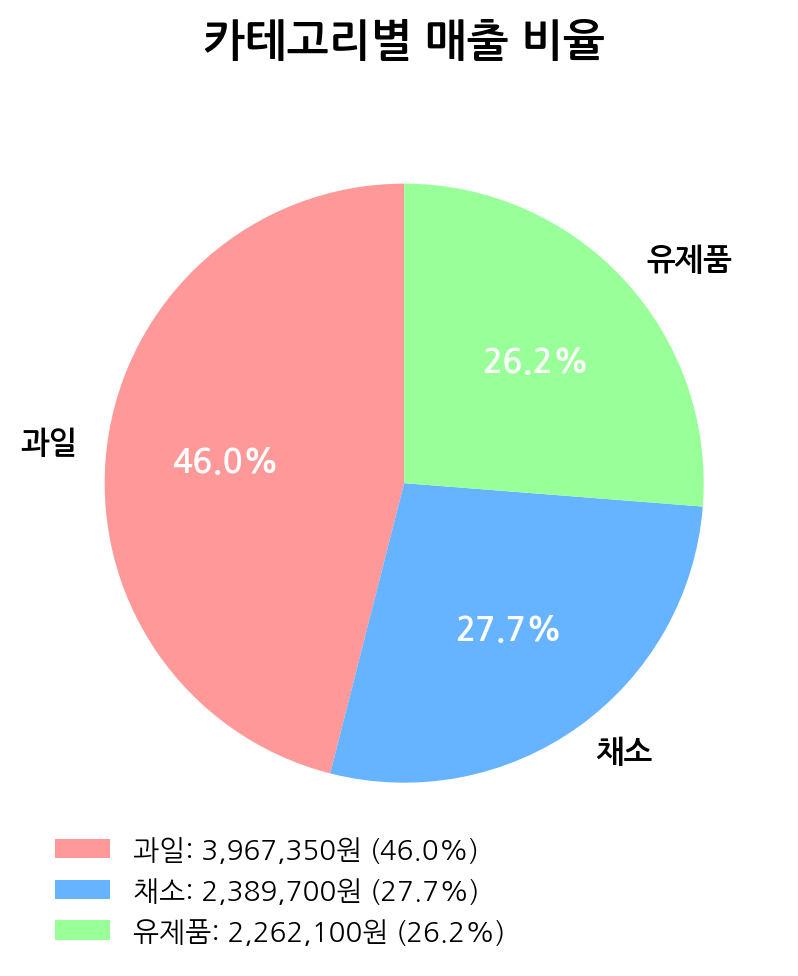 카테고리별 매출 비율
유제품
26.2%
과일
46.0%
27.7%
채소
과일: 3,967,350원 (46.0%)
채소: 2,389,700원 (27.7%)
유제품: 2,262,100원 (26.2%)